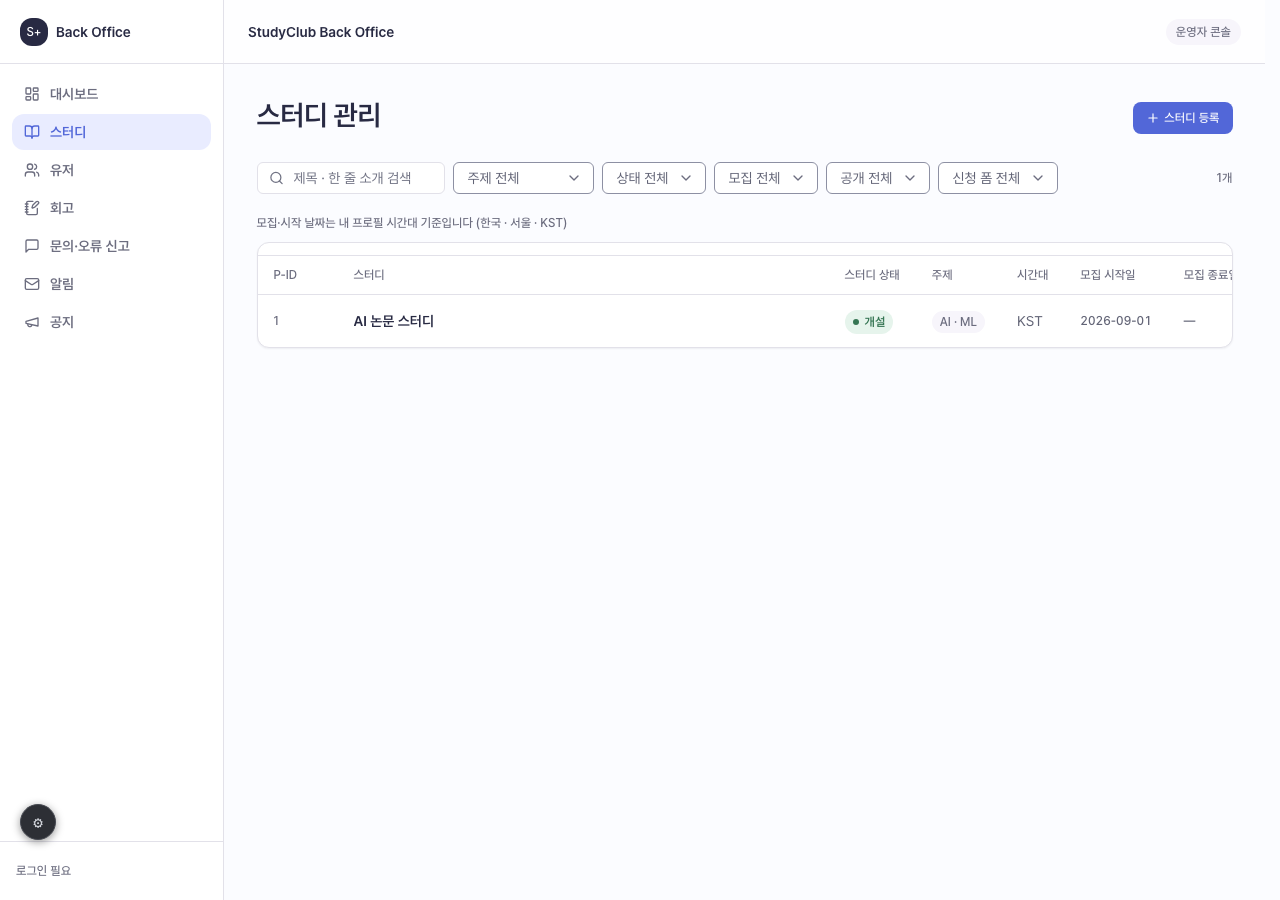 S+ Back Office
StudyClub Back Office
운영자 콘솔
대시보드
스터디
유저
회고
문의·오류 신고
알림
공지
로그인 필요
스터디 관리
스터디 등록
제목 · 한 줄 소개 검색
주제 전체
상태 전체
모집 전체
공개 전체
신청 폼 전체
1개
모집·시작 날짜는 내 프로필 시간대 기준입니다 (한국 · 서울 · KST)
P-ID 스터디 스터디 상태 주제 시간대 모집 시작일 모집 종료일
1 AI 논문 스터디 개설 AI · ML KST 2026-09-01 —